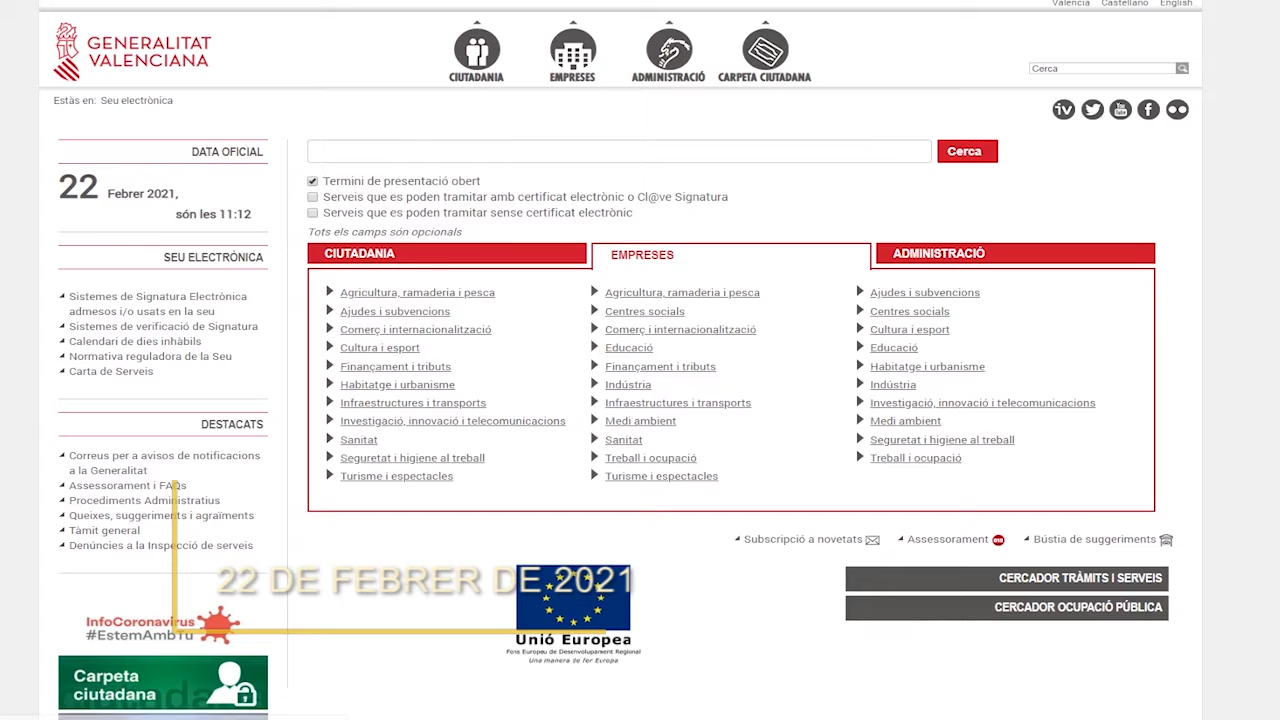 Valencià Castellano English
GENERALITAT
VALENCIANA
CIUTADANIA
EMPRESES
ADMINISTRACIÓ
CARPETA CIUTADANA
Cerca
Estàs en: Seu electrònica
DATA OFICIAL
22 Febrer 2021,
són les 11:12
SEU ELECTRÒNICA
Sistemes de Signatura Electrònica
admesos i/o usats en la seu
Sistemes de verificació de Signatura
Calendari de dies inhàbils
Normativa reguladora de la Seu
Carta de Serveis
DESTACATS
Correus per a avisos de notificacions
a la Generalitat
Assessorament i FAQs
Procediments Administratius
Queixes, suggeriments i agraïments
Tàmit general
Denúncies a la Inspecció de serveis
InfoCoronavirus
#EstemAmbTu
Carpeta
ciutadana
Cerca
Termini de presentació obert
Serveis que es poden tramitar amb certificat electrònic o Cl@ve Signatura
Serveis que es poden tramitar sense certificat electrònic
Tots els camps són opcionals
CIUTADANIA
Agricultura, ramaderia i pesca
Ajudes i subvencions
Comerç i internacionalització
Cultura i esport
Finançament i tributs
Habitatge i urbanisme
Infraestructures i transports
Investigació, innovació i telecomunicacions
Sanitat
Seguretat i higiene al treball
Turisme i espectacles
EMPRESES
Agricultura, ramaderia i pesca
Centres socials
Comerç i internacionalització
Educació
Finançament i tributs
Indústria
Infraestructures i transports
Medi ambient
Sanitat
Treball i ocupació
Turisme i espectacles
ADMINISTRACIÓ
Ajudes i subvencions
Centres socials
Cultura i esport
Educació
Habitatge i urbanisme
Indústria
Investigació, innovació i telecomunicacions
Medi ambient
Seguretat i higiene al treball
Treball i ocupació
Subscripció a novetats
Assessorament
Bústia de suggeriments
22 DE FEBRER DE 2021
Unió Europea
Fons Europeu de Desenvolupament Regional
Una manera de fer Europa
CERCADOR TRÀMITS I SERVEIS
CERCADOR OCUPACIÓ PÚBLICA